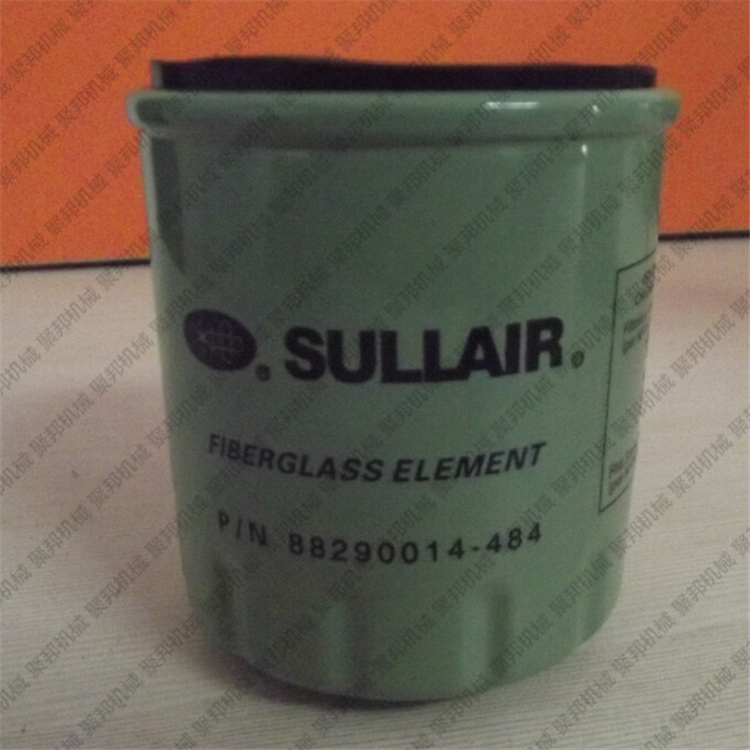 ® SULLAIR®
FIBERGLASS ELEMENT
P/N 88290014-484
聚邦机械